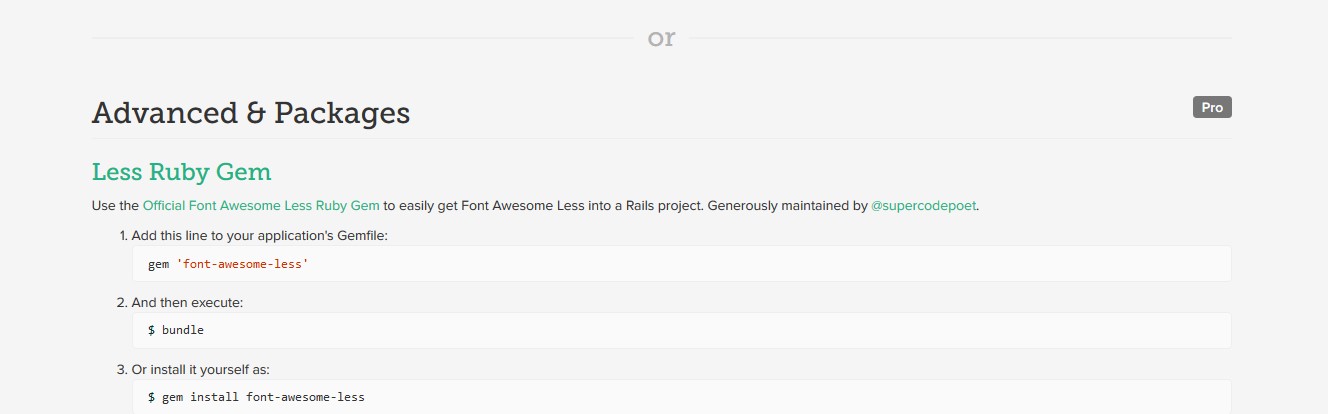 or
Advanced & Packages
Pro
Less Ruby Gem
Use the Official Font Awesome Less Ruby Gem to easily get Font Awesome Less into a Rails project. Generously maintained by @supercodepoet.
1. Add this line to your application's Gemfile:
gem 'font-awesome-less'
2. And then execute:
$ bundle
3. Or install it yourself as:
$ gem install font-awesome-less